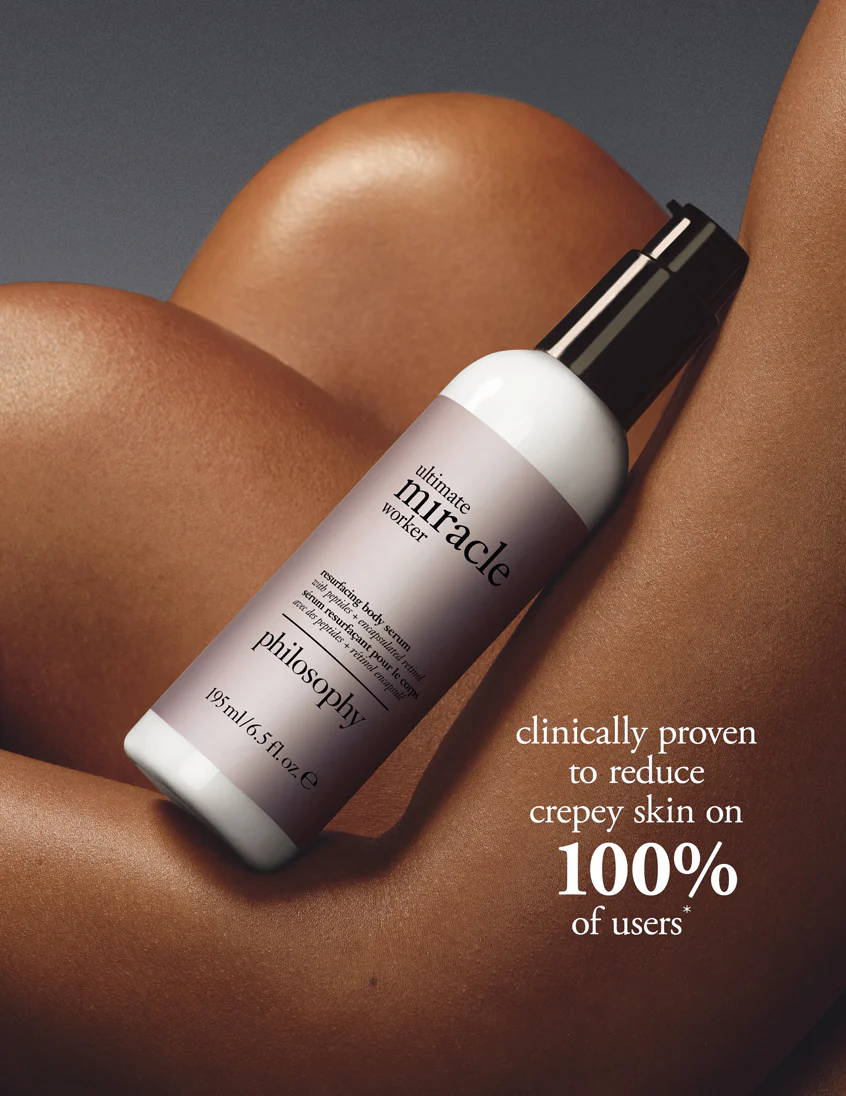 ultimate
miracle
worker
resurfacing body serum
with peptides + encapsulated retinol
sérum resurfaçant pour le corps
avec des peptides + rétinol encapsulé
philosophy
195 ml/6.5 fl. oz. ℮
clinically proven
to reduce
crepey skin on
100%
of users*